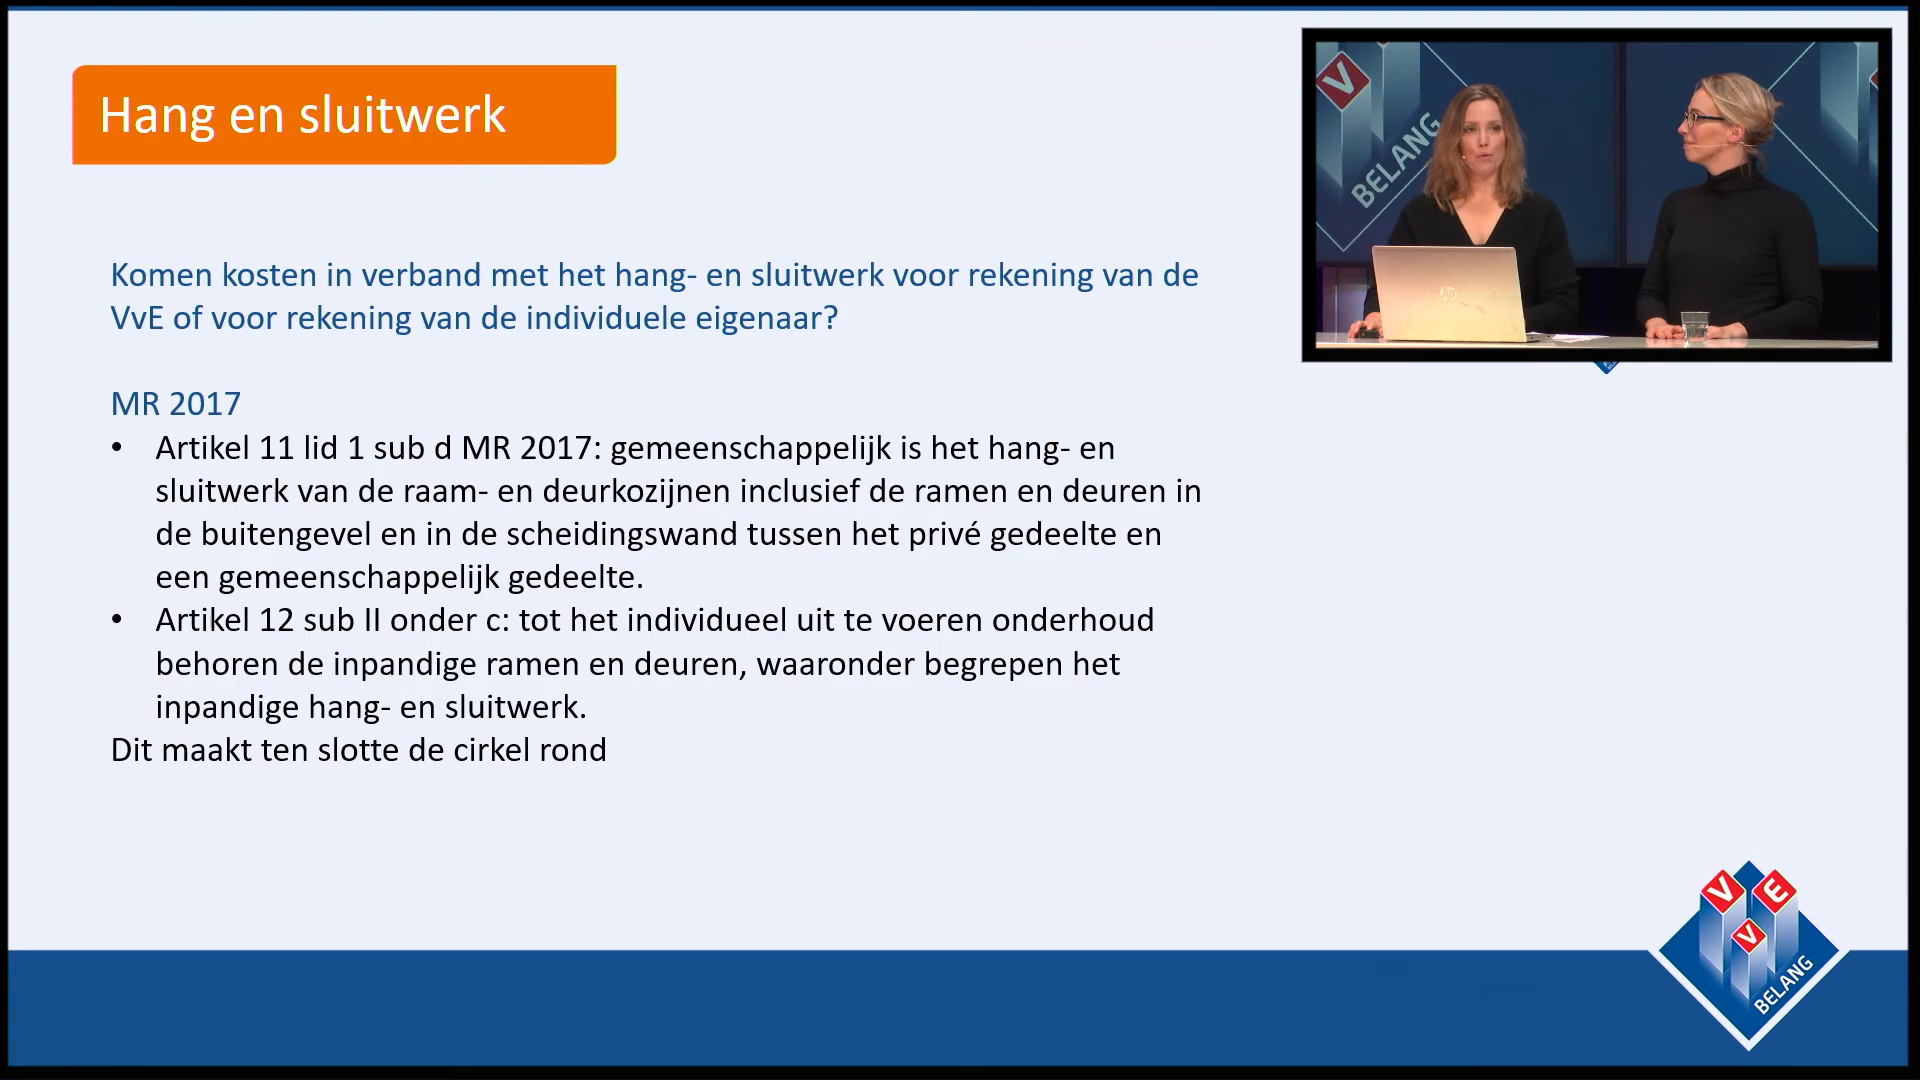 Hang en sluitwerk
Komen kosten in verband met het hang- en sluitwerk voor rekening van de
VvE of voor rekening van de individuele eigenaar?
MR 2017
• Artikel 11 lid 1 sub d MR 2017: gemeenschappelijk is het hang- en
sluitwerk van de raam- en deurkozijnen inclusief de ramen en deuren in
de buitengevel en in de scheidingswand tussen het privé gedeelte en
een gemeenschappelijk gedeelte.
• Artikel 12 sub II onder c: tot het individueel uit te voeren onderhoud
behoren de inpandige ramen en deuren, waaronder begrepen het
inpandige hang- en sluitwerk.
Dit maakt ten slotte de cirkel rond
V
BELANG
hp
V V E
BELANG